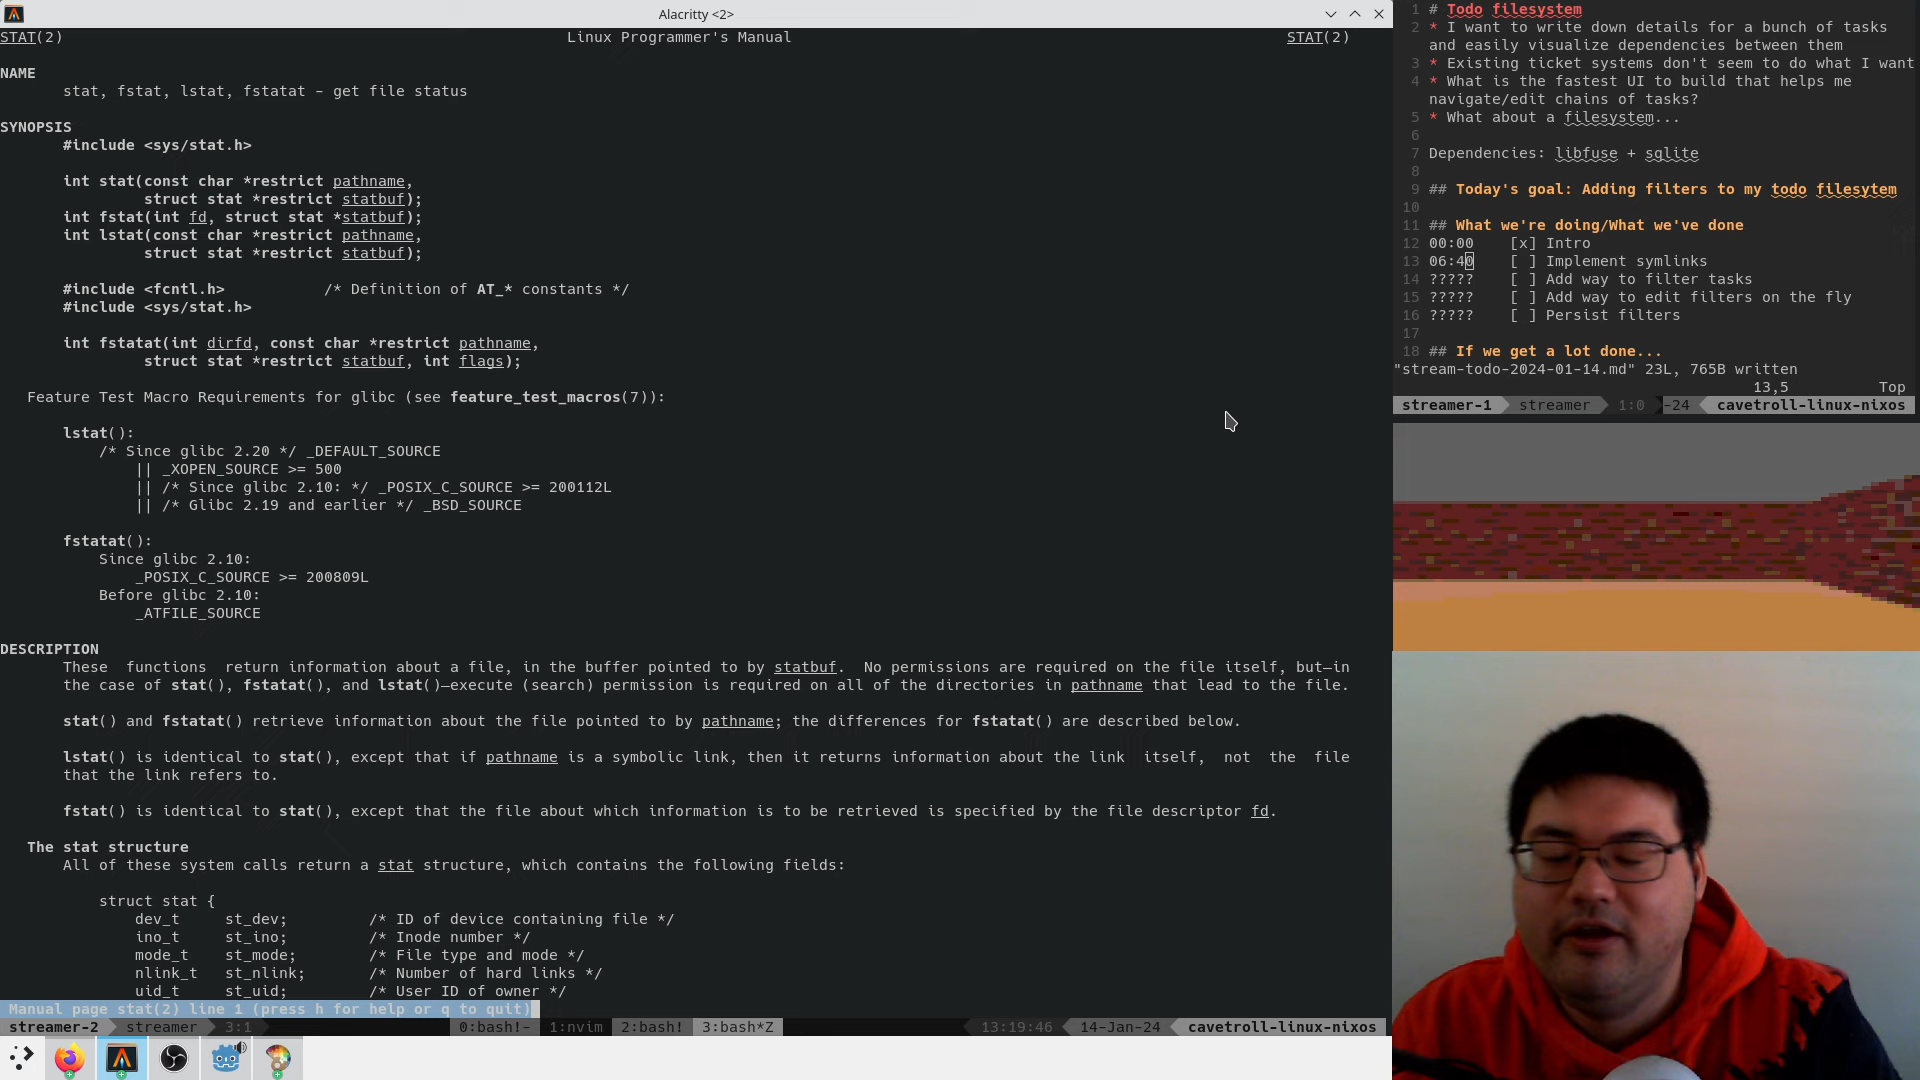 Alacritty <2>
STAT(2) Linux Programmer's Manual STAT(2)
NAME
stat, fstat, lstat, fstatat - get file status
SYNOPSIS
#include <sys/stat.h>
int stat(const char *restrict pathname,
struct stat *restrict statbuf);
int fstat(int fd, struct stat *statbuf);
int lstat(const char *restrict pathname,
struct stat *restrict statbuf);
#include <fcntl.h> /* Definition of AT_* constants */
#include <sys/stat.h>
int fstatat(int dirfd, const char *restrict pathname,
struct stat *restrict statbuf, int flags);
Feature Test Macro Requirements for glibc (see feature_test_macros(7)):
lstat():
/* Since glibc 2.20 */ _DEFAULT_SOURCE
|| _XOPEN_SOURCE >= 500
|| /* Since glibc 2.10: */ _POSIX_C_SOURCE >= 200112L
|| /* Glibc 2.19 and earlier */ _BSD_SOURCE
fstatat():
Since glibc 2.10:
_POSIX_C_SOURCE >= 200809L
Before glibc 2.10:
_ATFILE_SOURCE
DESCRIPTION
These functions return information about a file, in the buffer pointed to by statbuf. No permissions are required on the file itself, but—in
the case of stat(), fstatat(), and lstat()—execute (search) permission is required on all of the directories in pathname that lead to the file.
stat() and fstatat() retrieve information about the file pointed to by pathname; the differences for fstatat() are described below.
lstat() is identical to stat(), except that if pathname is a symbolic link, then it returns information about the link itself, not the file
that the link refers to.
fstat() is identical to stat(), except that the file about which information is to be retrieved is specified by the file descriptor fd.
The stat structure
All of these system calls return a stat structure, which contains the following fields:
struct stat {
dev_t st_dev; /* ID of device containing file */
ino_t st_ino; /* Inode number */
mode_t st_mode; /* File type and mode */
nlink_t st_nlink; /* Number of hard links */
uid_t st_uid; /* User ID of owner */
Manual page stat(2) line 1 (press h for help or q to quit)
streamer-2 streamer 3:1 0:bash!- 1:nvim 2:bash! 3:bash*Z 13:19:46 14-Jan-24 cavetroll-linux-nixos
1 # Todo filesystem
2 * I want to write down details for a bunch of tasks
and easily visualize dependencies between them
3 * Existing ticket systems don't seem to do what I want
4 * What is the fastest UI to build that helps me
navigate/edit chains of tasks?
5 * What about a filesystem...
6
7 Dependencies: libfuse + sqlite
8
9 ## Today's goal: Adding filters to my todo filesytem
10
11 ## What we're doing/What we've done
12 00:00 [x] Intro
13 06:40 [ ] Implement symlinks
14 ????? [ ] Add way to filter tasks
15 ????? [ ] Add way to edit filters on the fly
16 ????? [ ] Persist filters
17
18 ## If we get a lot done...
"stream-todo-2024-01-14.md" 23L, 765B written
13,5 Top
streamer-1 streamer 1:0 -24 cavetroll-linux-nixos